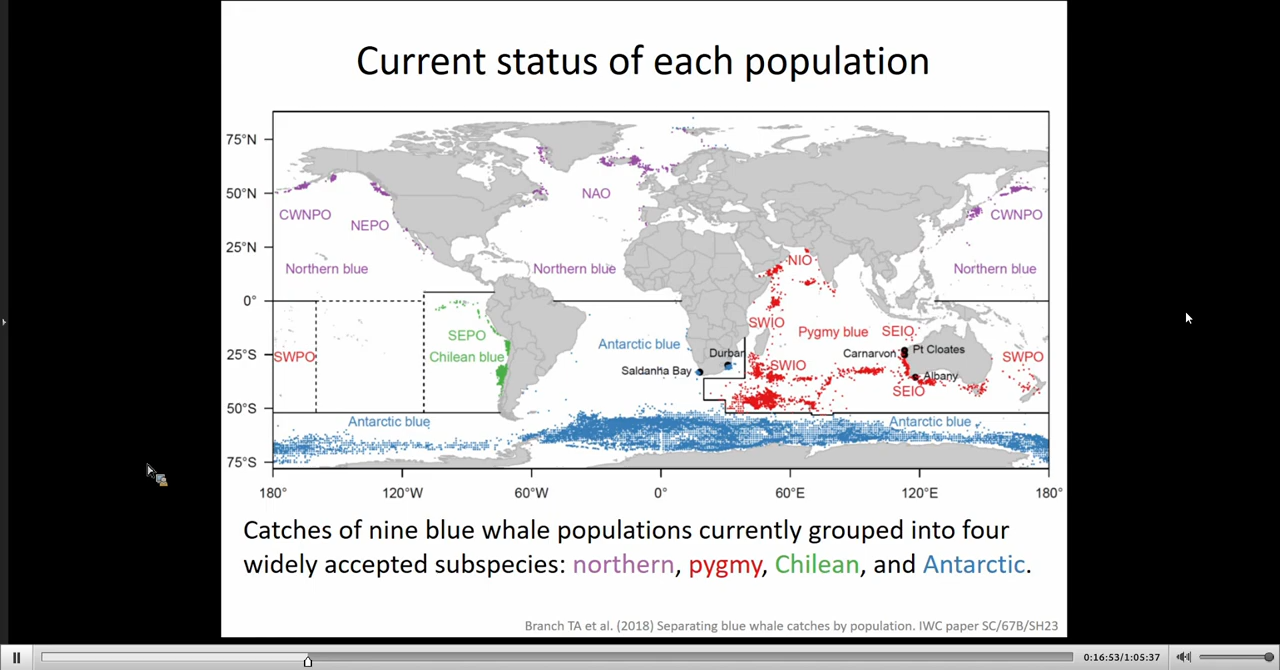 Current status of each population
75°N
50°N
25°N
0°
25°S
50°S
75°S
CWNPO
NEPO
NAO
CWNPO
NIO
Northern blue
Northern blue
Northern blue
SWIO
Pygmy blue
SEIO
SEPO
Antarctic blue
Durban
Carnarvon
Pt Cloates
SWPO
Chilean blue
SWPO
Saldanha Bay
SWIO
Albany
SEIO
Antarctic blue
Antarctic blue
180°
120°W
60°W
0°
60°E
120°E
180°
Catches of nine blue whale populations currently grouped into four
widely accepted subspecies: northern, pygmy, Chilean, and Antarctic.
Branch TA et al. (2018) Separating blue whale catches by population. IWC paper SC/67B/SH23
0:16:53/1:05:37